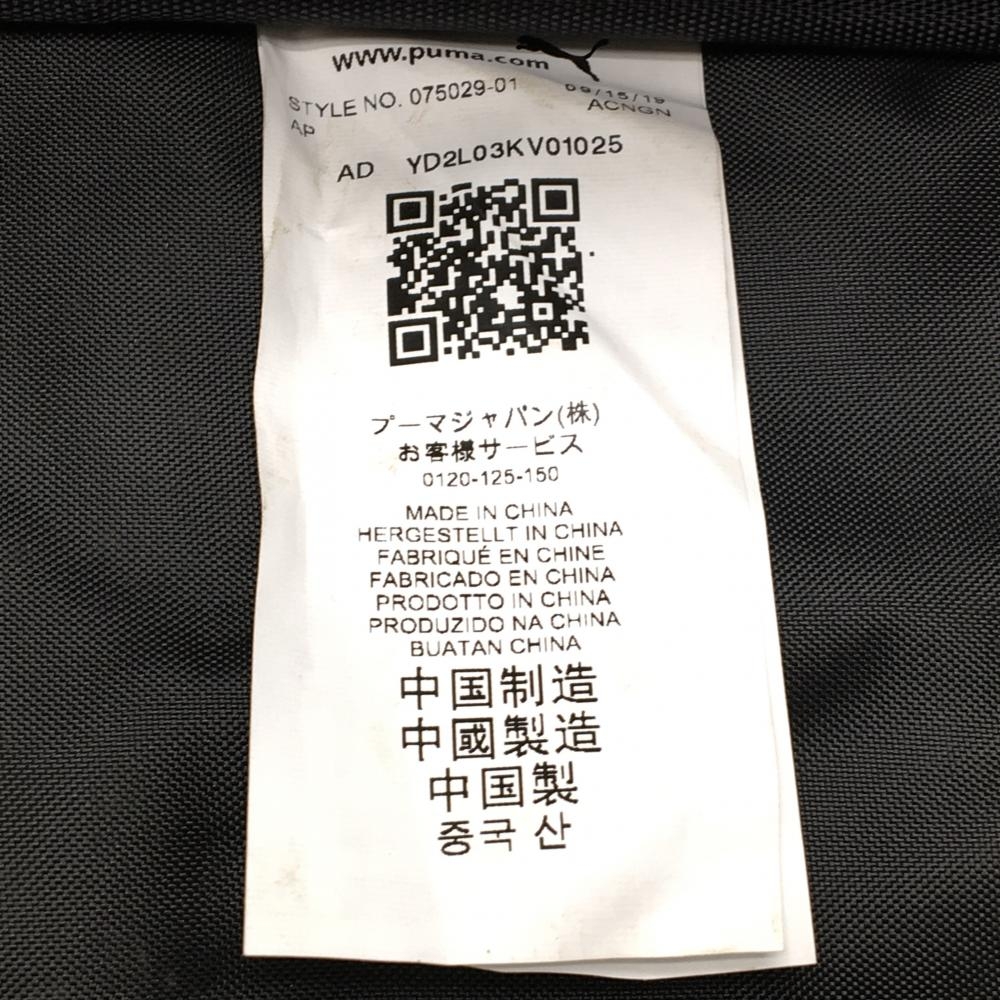 www.puma.com
STYLE NO. 075029-01 09/15/19
AP ACNGN
AD YD2L03KV01025
プーマジャパン(株)
お客様サービス
0120-125-150
MADE IN CHINA
HERGESTELLT IN CHINA
FABRIQUÉ EN CHINE
FABRICADO EN CHINA
PRODOTTO IN CHINA
PRODUZIDO NA CHINA
BUATAN CHINA
中国制造
中國製造
中国製
중국 산